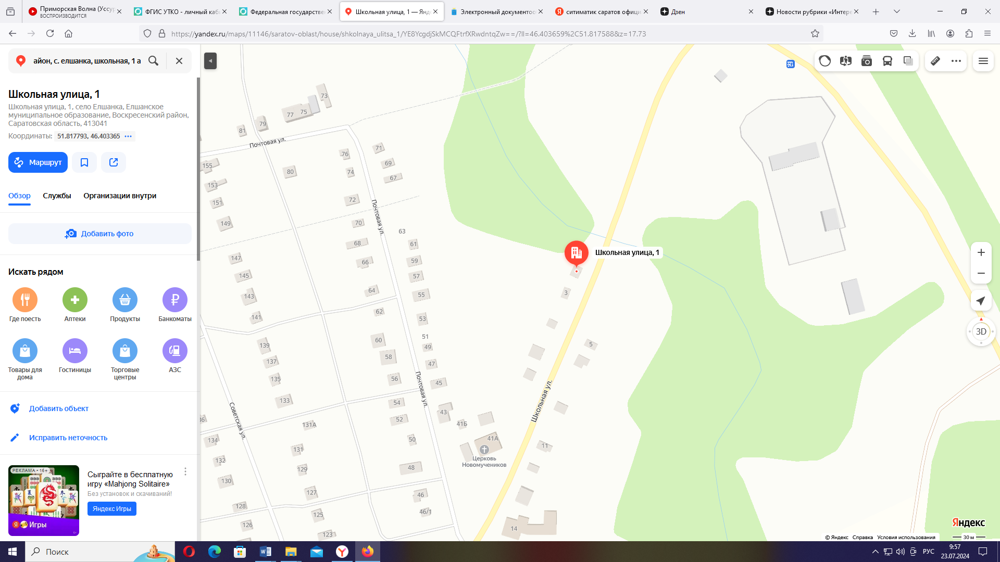 Приморская Волна (Уссур
ВОСПРОИЗВОДИТСЯ
ФГИС УТКО - личный каб
Федеральная государстве
Школьная улица, 1 — Янд
Электронный документоо
ситиматик саратов офиц
Дзен
Новости рубрики «Интере
https://yandex.ru/maps/11146/saratov-oblast/house/shkolnaya_ulitsa_1/YE8YcgdjSkMCQFtrfXRwdntqZw==/?ll=46.403659%2C51.817588&z=17.73
айон, с. елшанка, школьная, 1 а
Школьная улица, 1
Школьная улица, 1, село Елшанка, Елшанское
муниципальное образование, Воскресенский район,
Саратовская область, 413041
Координаты: 51.817793, 46.403365
Маршрут
Обзор Службы Организации внутри
Добавить фото
Искать рядом
Где поесть Аптеки Продукты Банкоматы
Товары для дома Гостиницы Торговые центры АЗС
Добавить объект
Исправить неточность
РЕКЛАМА • 16+
Сыграйте в бесплатную
игру «Mahjong Solitaire»
Без установок и скачиваний!
Яндекс Игры
Я Игры
73
77 75
79
81
Почтовая ул.
155
153
151
149
80
76
74
72
70
68
66
64
62
60
58
56
54
52
50
48
46
46/1
71
69
67
Почтовая ул.
63
61
59
57
55
53
51
49
47
45
Почтовая ул.
43
41Б
41А
Церковь
Новомучеников
147
145
143
141
139
137
135
133
131А
131
129
127
125
123
Советская ул.
36
134
132
130
128
126
Школьная улица, 1
3
5
Школьная ул.
11
14
3D
Яндекс
© Яндекс Справка Условия использования
30 м
Поиск
РУС
9:57
23.07.2024